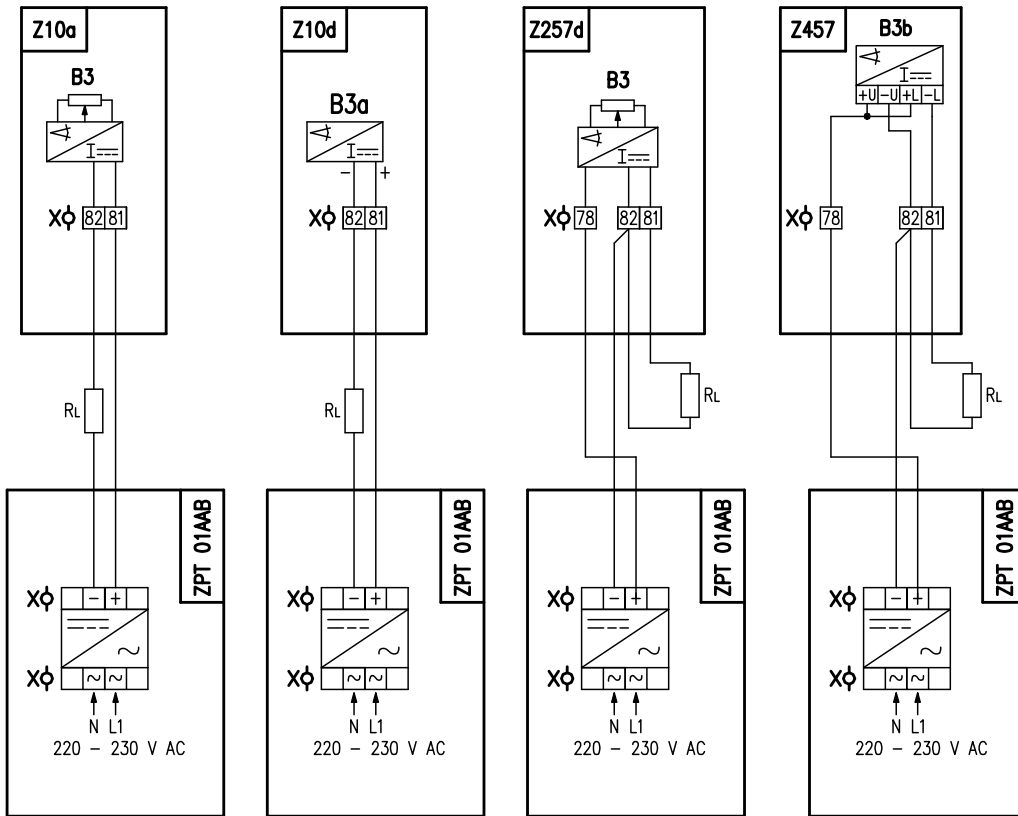 Z10a
B3
I
X 82 81
RL
ZPT 01AAB
X - +
~
X ~ ~
N L1
220 - 230 V AC
Z10d
B3a
I
- +
X 82 81
RL
ZPT 01AAB
X - +
~
X ~ ~
N L1
220 - 230 V AC
Z257d
B3
I
X 78 82 81
RL
ZPT 01AAB
X - +
~
X ~ ~
N L1
220 - 230 V AC
Z457
B3b
I
+U -U +L -L
X 78 82 81
RL
ZPT 01AAB
X - +
~
X ~ ~
N L1
220 - 230 V AC